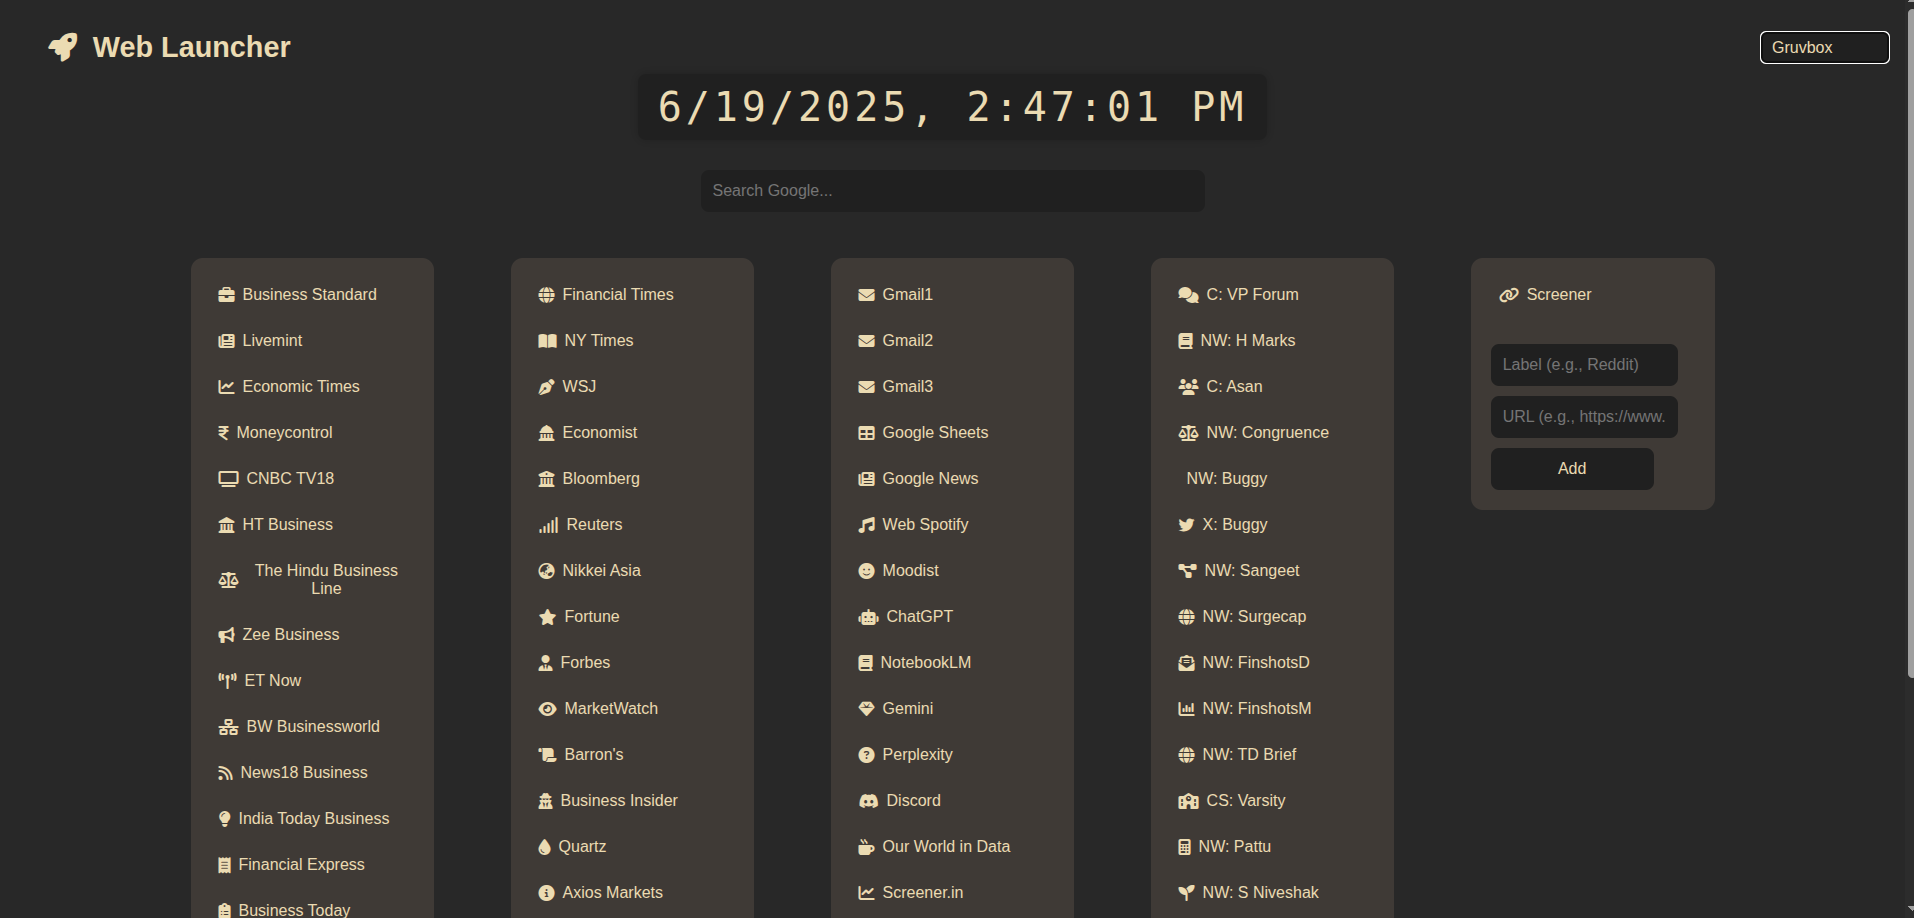 Web Launcher
Gruvbox
6/19/2025, 2:47:01 PM
Search Google...
Business Standard
Livemint
Economic Times
Moneycontrol
CNBC TV18
HT Business
The Hindu Business
Line
Zee Business
ET Now
BW Businessworld
News18 Business
India Today Business
Financial Express
Business Today
Financial Times
NY Times
WSJ
Economist
Bloomberg
Reuters
Nikkei Asia
Fortune
Forbes
MarketWatch
Barron's
Business Insider
Quartz
Axios Markets
Gmail1
Gmail2
Gmail3
Google Sheets
Google News
Web Spotify
Moodist
ChatGPT
NotebookLM
Gemini
Perplexity
Discord
Our World in Data
Screener.in
C: VP Forum
NW: H Marks
C: Asan
NW: Congruence
NW: Buggy
X: Buggy
NW: Sangeet
NW: Surgecap
NW: FinshotsD
NW: FinshotsM
NW: TD Brief
CS: Varsity
NW: Pattu
NW: S Niveshak
Screener
Label (e.g., Reddit)
URL (e.g., https://www.
Add